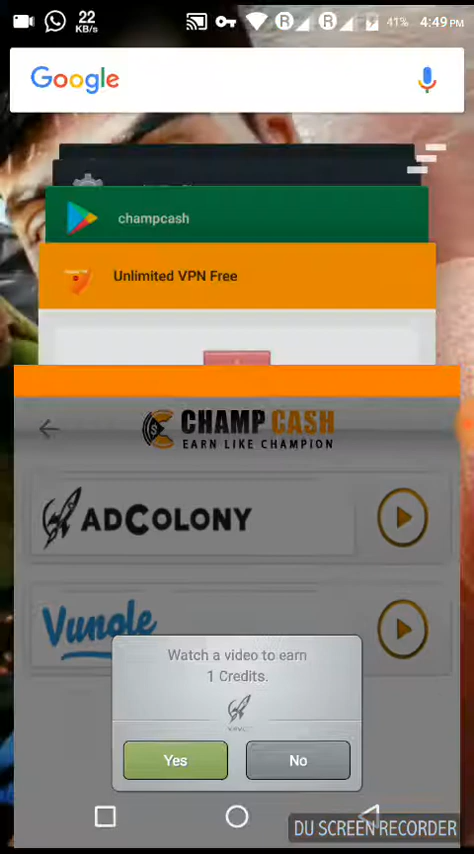 22
KB/s
R
R
41%
4:49 PM
Google
champcash
Unlimited VPN Free
CHAMP CASH
EARN LIKE CHAMPION
ADCOLONY
Vungle
Watch a video to earn
1 Credits.
Yes
No
DU SCREEN RECORDER